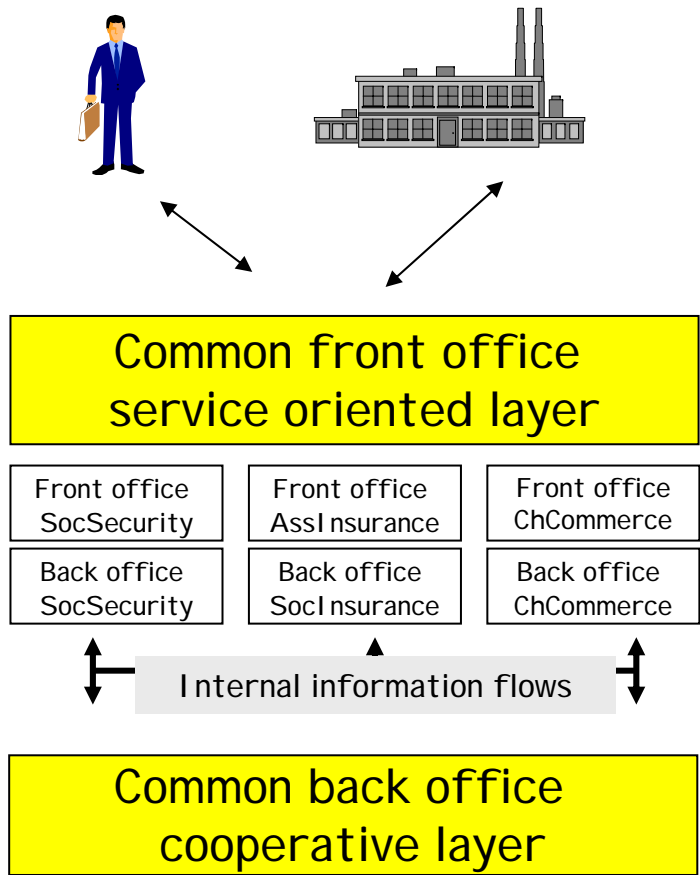 Common front office
service oriented layer
Front office
SocSecurity
Front office
AssInsurance
Front office
ChCommerce
Back office
SocSecurity
Back office
SocInsurance
Back office
ChCommerce
Internal information flows
Common back office
cooperative layer